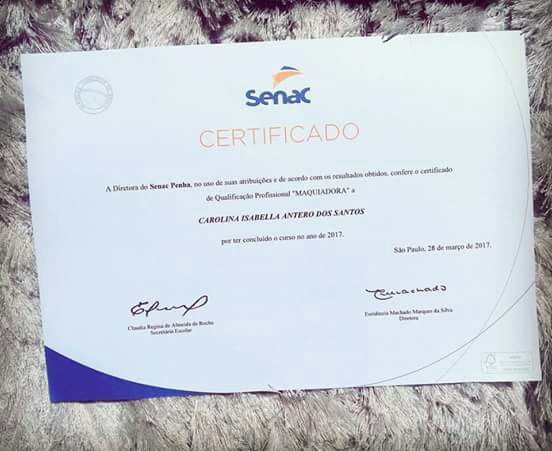 Senac
CERTIFICADO
A Diretora do Senac Penha, no uso de suas atribuições e de acordo com os resultados obtidos, confere o certificado
de Qualificação Profissional "MAQUIADORA" a
CAROLINA ISABELLA ANTERO DOS SANTOS
por ter concluído o curso no ano de 2017.
São Paulo, 28 de março de 2017.
Claudia Regina de Almeida da Rocha
Secretária Escolar
Machado Marques da Silva
Diretora